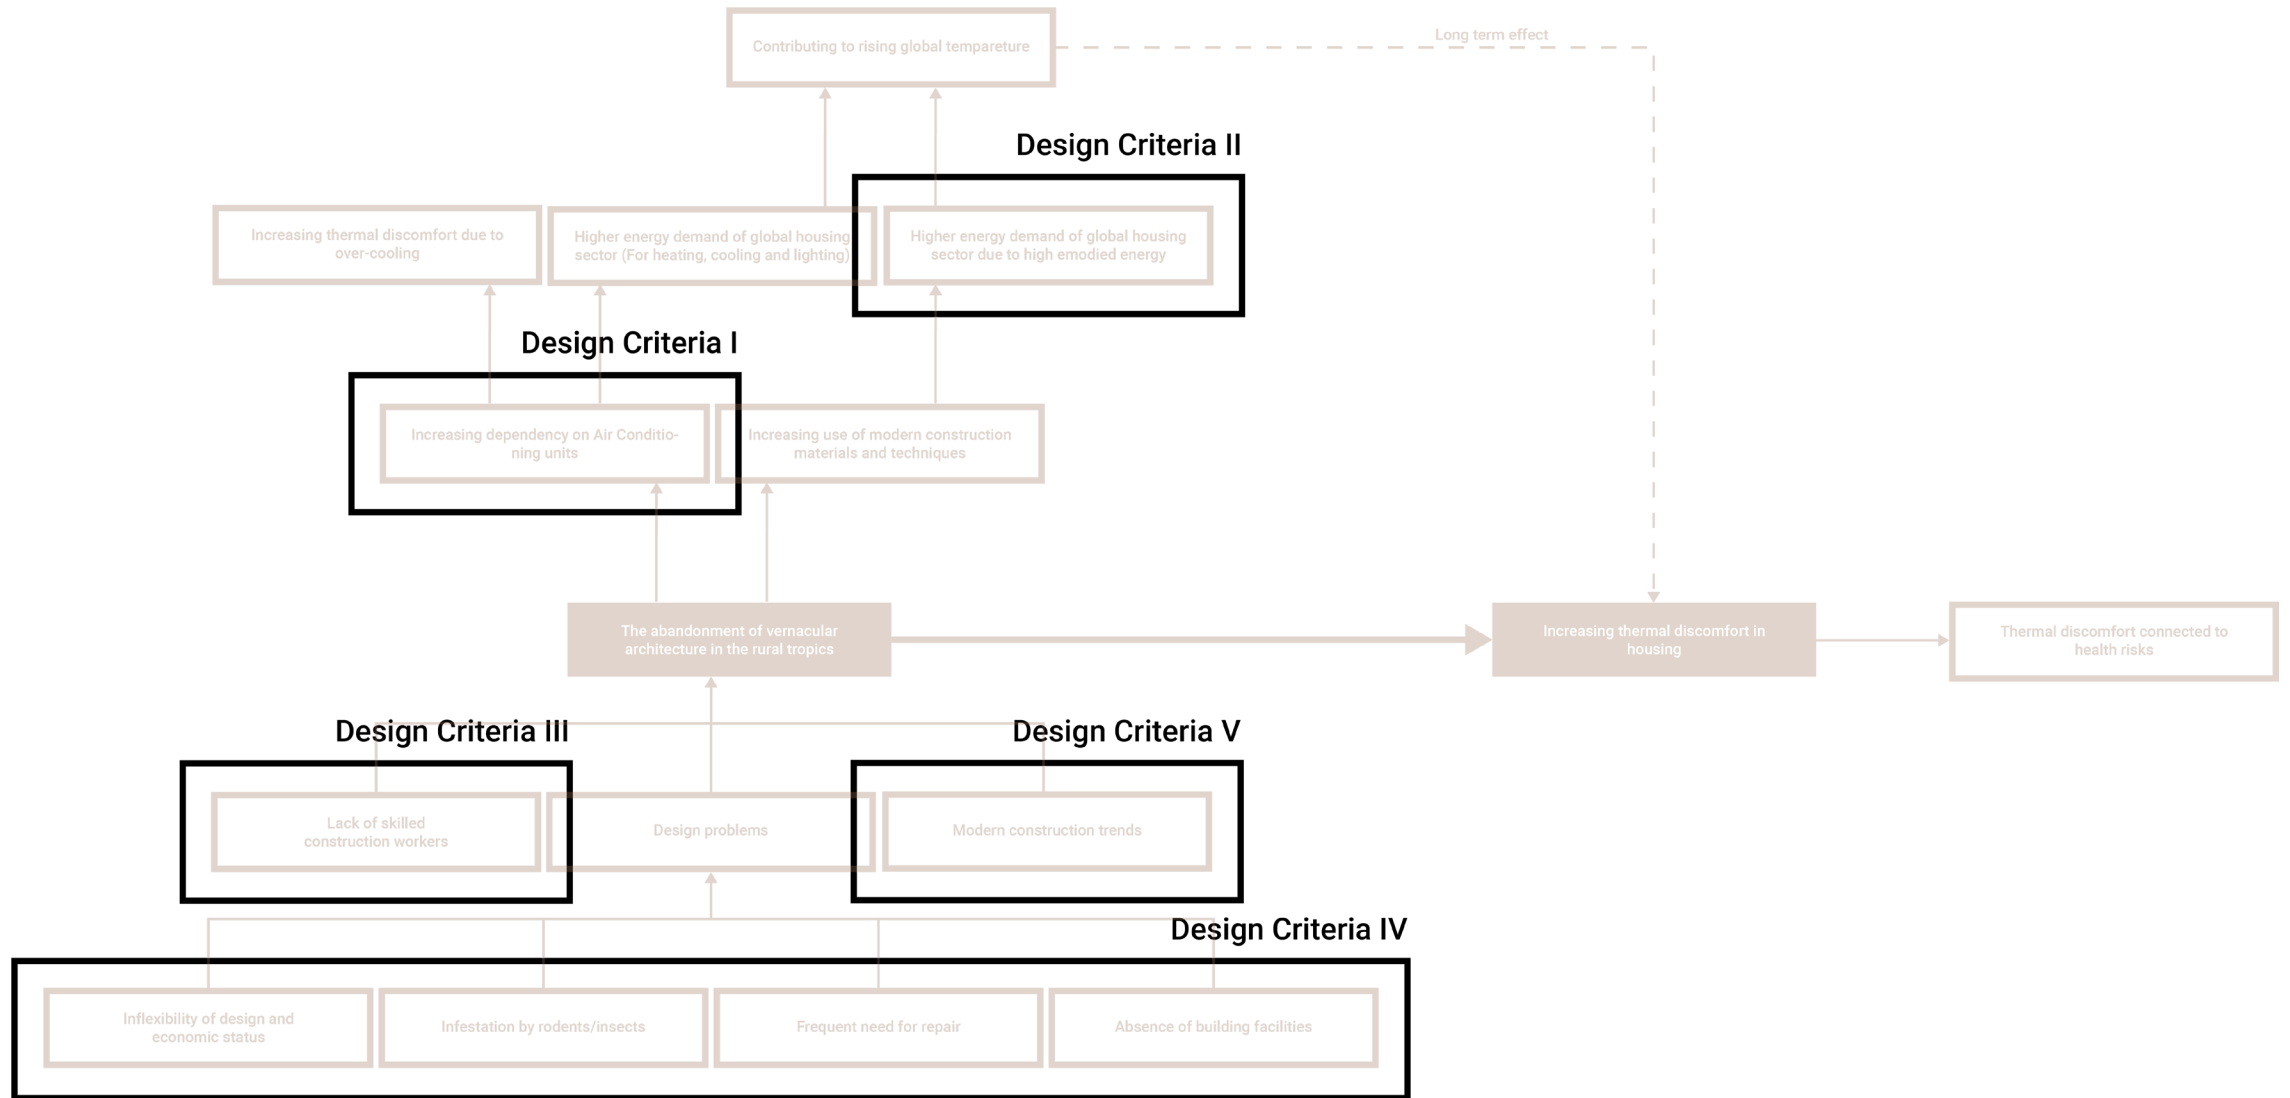 Contributing to rising global tempareture
Long term effect
Design Criteria II
Increasing thermal discomfort due to
over-cooling
Higher energy demand of global housing
sector (For heating, cooling and lighting)
Higher energy demand of global housing
sector due to high emodied energy
Design Criteria I
Increasing dependency on Air Conditio-
ning units
Increasing use of modern construction
materials and techniques
The abandonment of vernacular
architecture in the rural tropics
Increasing thermal discomfort in
housing
Thermal discomfort connected to
health risks
Design Criteria III
Design Criteria V
Lack of skilled
construction workers
Design problems
Modern construction trends
Design Criteria IV
Inflexibility of design and
economic status
Infestation by rodents/insects
Frequent need for repair
Absence of building facilities